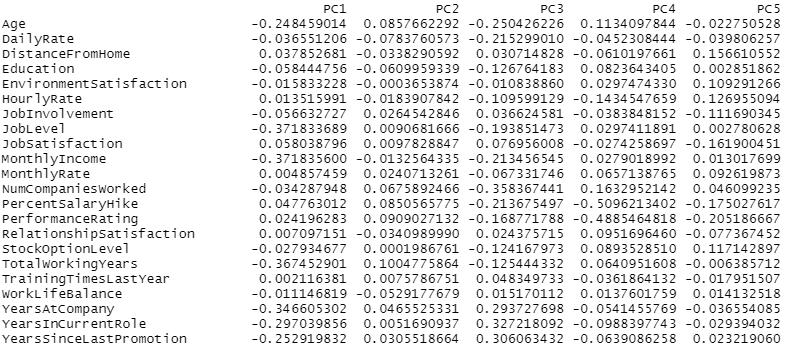 PC1 PC2 PC3 PC4 PC5
Age -0.248459014 0.0857662292 -0.250426226 0.1134097844 -0.022750528
DailyRate -0.036551206 -0.0783760573 -0.215299010 -0.0452308444 -0.039806257
DistanceFromHome 0.037852681 -0.0338290592 0.030714828 -0.0610197661 0.156610552
Education -0.058444756 -0.0609959339 -0.126764183 0.0823643405 0.002851862
EnvironmentSatisfaction -0.015833228 -0.0003653874 -0.010838860 0.0297474330 0.109291266
HourlyRate 0.013515991 -0.0183907842 -0.109599129 -0.1434547659 0.126955094
JobInvolvement -0.056632727 0.0264542846 0.036624581 -0.0383848152 -0.111690345
JobLevel -0.371833689 0.0090681666 -0.193851473 0.0297411891 0.002780628
JobSatisfaction 0.058038796 0.0097828847 0.076956008 -0.0274258697 -0.161900451
MonthlyIncome -0.371835600 -0.0132564335 -0.213456545 0.0279018992 0.013017699
MonthlyRate 0.004857459 0.0240713261 -0.067331746 0.0657138765 0.092619873
NumCompaniesWorked -0.034287948 0.0675892466 -0.358367441 0.1632952142 0.046099235
PercentSalaryHike 0.047763012 0.0850565775 -0.213675497 -0.5096213402 -0.175027617
PerformanceRating 0.024196283 0.0909027132 -0.168771788 -0.4885464818 -0.205186667
RelationshipSatisfaction 0.007097151 -0.0340989990 0.024375715 0.0951696460 -0.077367452
StockOptionLevel -0.027934677 0.0001986761 -0.124167973 0.0893528510 0.117142897
TotalWorkingYears -0.367452901 0.1004775864 -0.125444332 0.0640951608 -0.006385712
TrainingTimesLastYear 0.002116381 0.0075786751 0.048349733 -0.0361864132 -0.017951507
WorkLifeBalance -0.011146819 -0.0529177679 0.015170112 0.0137601759 0.014132518
YearsAtCompany -0.346605302 0.0465525331 0.293727698 -0.0541455769 -0.036554085
YearsInCurrentRole -0.297039856 0.0051690937 0.327218092 -0.0988397743 -0.029394032
YearsSinceLastPromotion -0.252919832 0.0305518664 0.306063432 -0.0639086258 0.023219060